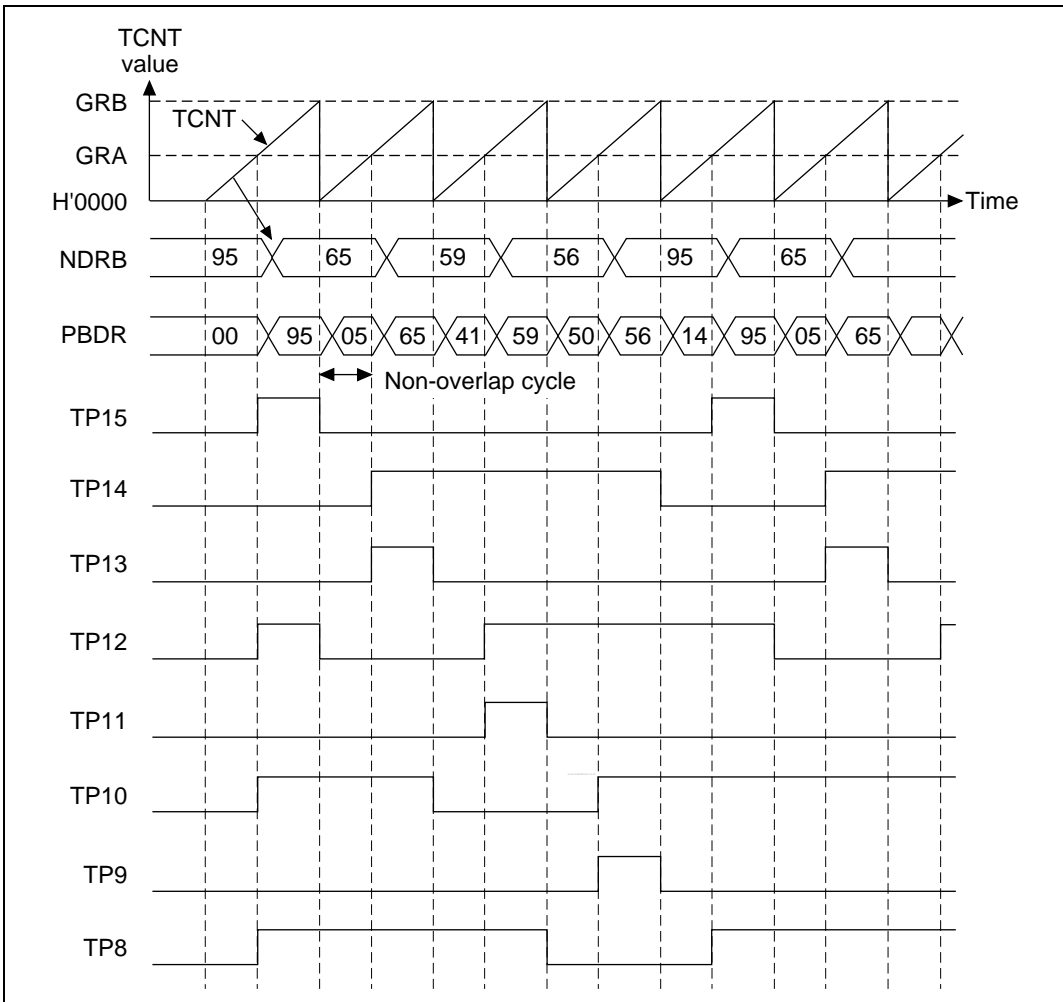 TCNT
value
GRB
TCNT
GRA
H'0000
Time
NDRB 95 65 59 56 95 65
PBDR 00 95 05 65 41 59 50 56 14 95 05 65
Non-overlap cycle
TP15
TP14
TP13
TP12
TP11
TP10
TP9
TP8